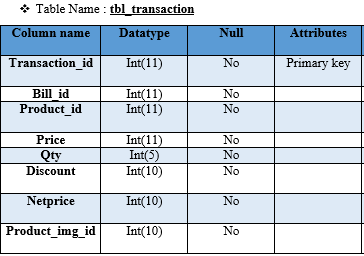 ❖ Table Name : tbl_transaction
Column name Datatype Null Attributes
Transaction_id Int(11) No Primary key
Bill_id Int(11) No
Product_id Int(11) No
Price Int(11) No
Qty Int(5) No
Discount Int(10) No
Netprice Int(10) No
Product_img_id Int(10) No